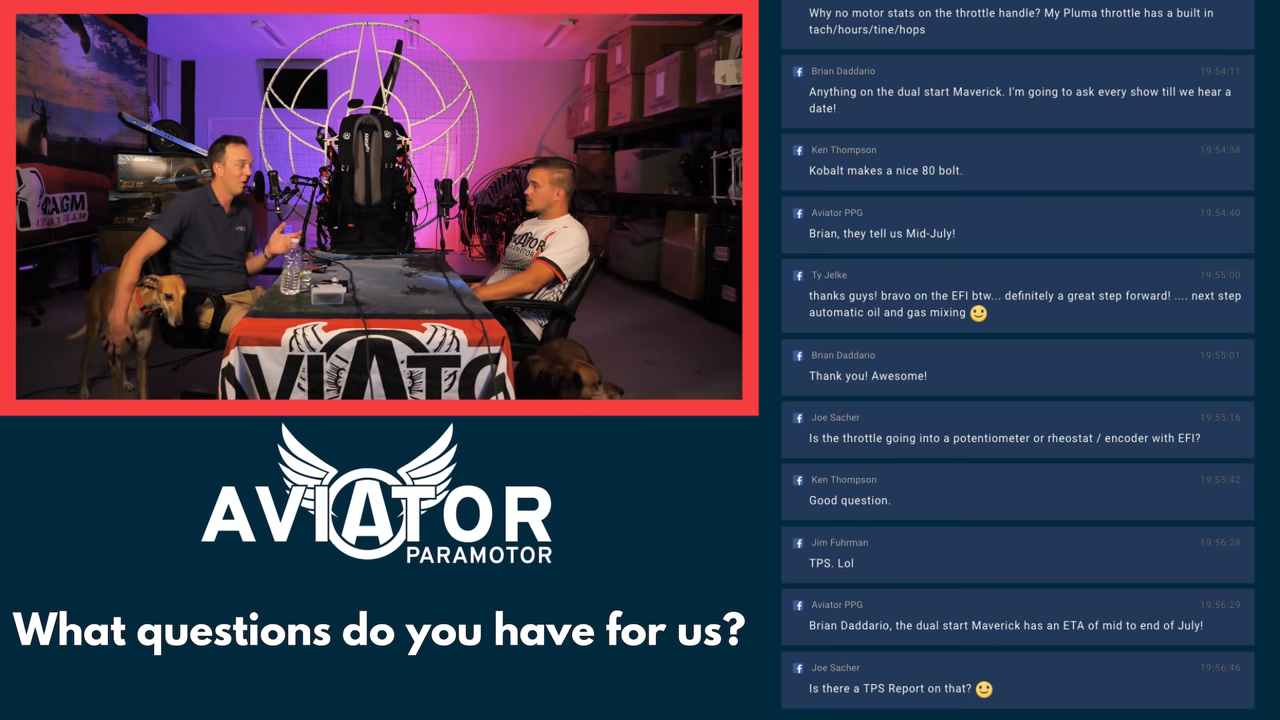 AVIATOR
PARAMOTOR
AVIATO
AVIATOR
PARAMOTOR
What questions do you have for us?
Why no motor stats on the throttle handle? My Pluma throttle has a built in
tach/hours/tine/hops
Brian Daddario 19:54:11
Anything on the dual start Maverick. I'm going to ask every show till we hear a
date!
Ken Thompson 19:54:38
Kobalt makes a nice 80 bolt.
Aviator PPG 19:54:40
Brian, they tell us Mid-July!
Ty Jelke 19:55:00
thanks guys! bravo on the EFI btw... definitely a great step forward! .... next step
automatic oil and gas mixing 🙂
Brian Daddario 19:55:01
Thank you! Awesome!
Joe Sacher 19:55:16
Is the throttle going into a potentiometer or rheostat / encoder with EFI?
Ken Thompson 19:55:42
Good question.
Jim Fuhrman 19:56:28
TPS. Lol
Aviator PPG 19:56:29
Brian Daddario, the dual start Maverick has an ETA of mid to end of July!
Joe Sacher 19:56:46
Is there a TPS Report on that? 🙂